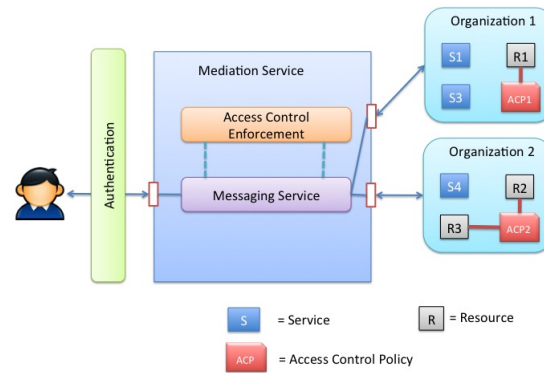 Organization 1
S1
R1
S3
ACP1
Mediation Service
Access Control
Enforcement
Messaging Service
Authentication
Organization 2
S4
R2
R3
ACP2
S = Service
R = Resource
ACP = Access Control Policy